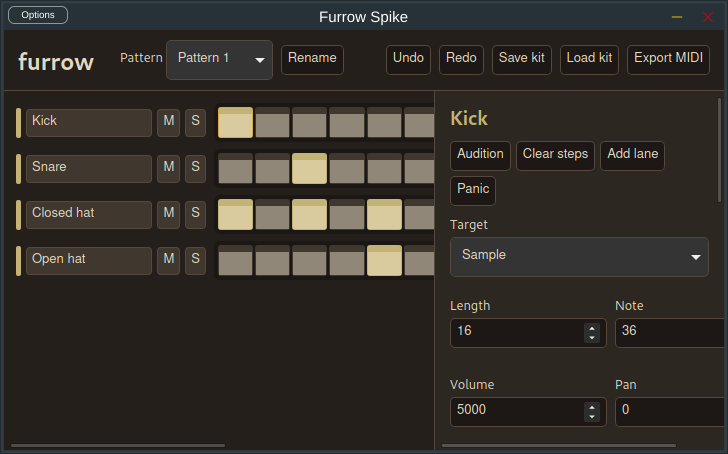 Options
Furrow Spike
furrow
Pattern Pattern 1 Rename Undo Redo Save kit Load kit Export MIDI
Kick M S
Snare M S
Closed hat M S
Open hat M S
Kick
Audition Clear steps Add lane
Panic
Target
Sample
Length Note
16 36
Volume Pan
5000 0